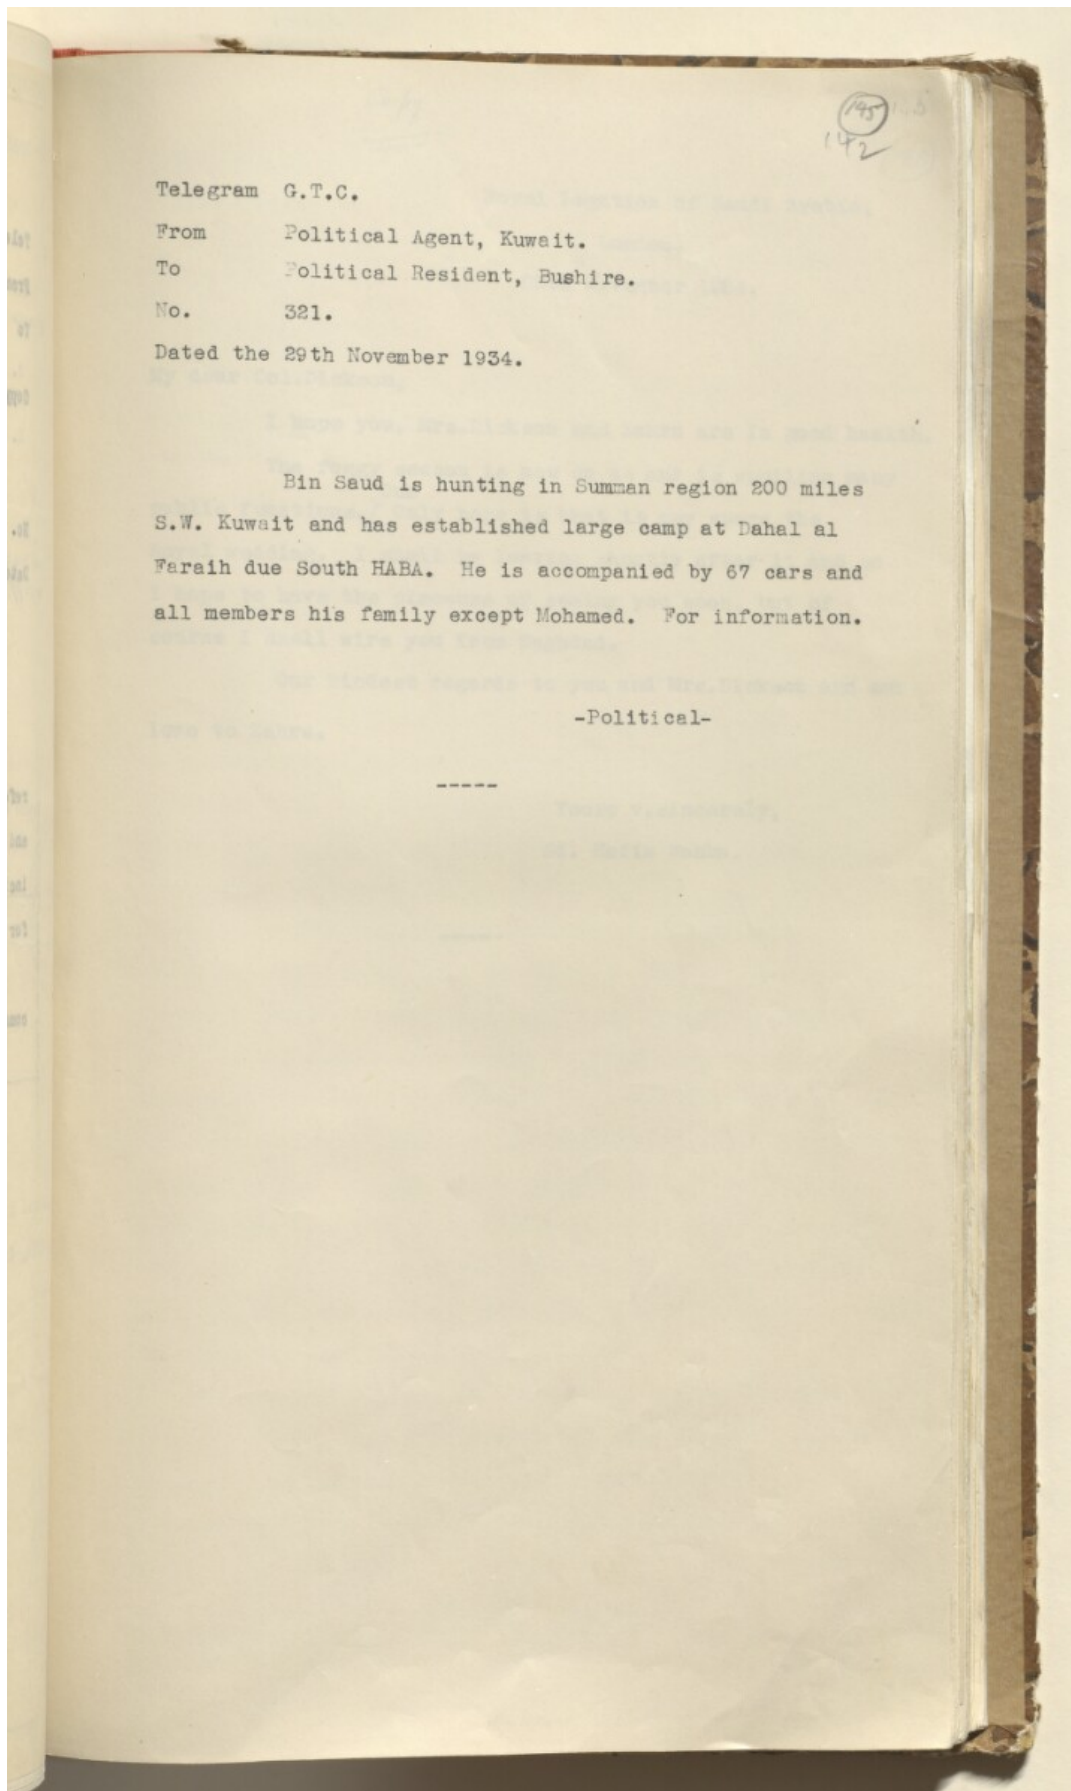 195
142
Telegram G.T.C.
From Political Agent, Kuwait.
To Political Resident, Bushire.
No. 321.
Dated the 29th November 1934.
Bin Saud is hunting in Summan region 200 miles
S.W. Kuwait and has established large camp at Dahal al
Faraih due South HABA. He is accompanied by 67 cars and
all members his family except Mohamed. For information.
-Political-
-----